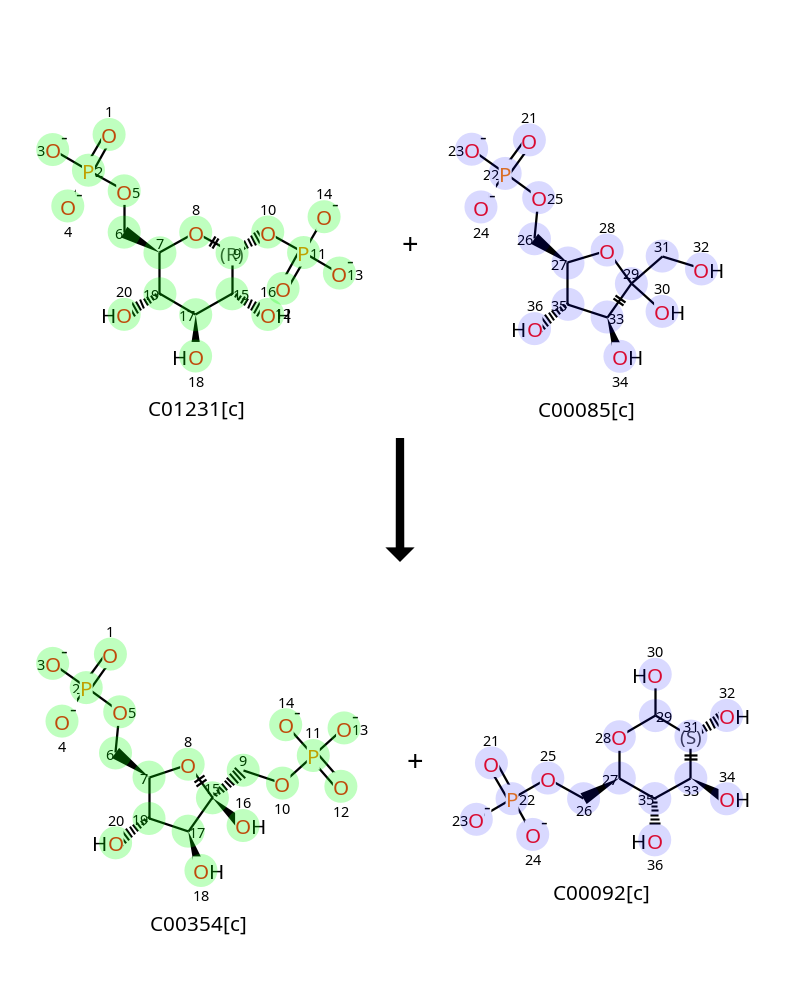 1 21
3 O - O O 23 O - O
P 2 22 P
O 5 O 25
O - 4 O - 24
8 10 14 28 31 32
6 7 O (R) 9 O O - 26 27 O 29 OH
P 11 O - 13
20 19 15 16 O 36 35 30
HO 17 OH 12 HO 33 OH
HO OH
18 34
C01231[c] + C00085[c]
1 30
3 O - O HO
2 P 29 31 32
O 5 28 O (S) OH
O - 4 14 11 O - 13
8 9 O - P 21 25 27 34
6 7 O 15 O O O O 35 33 OH
20 19 16 10 12 23 O - P 22 26
HO 17 OH O - HO
OH 24 36
18
C00354[c] + C00092[c]